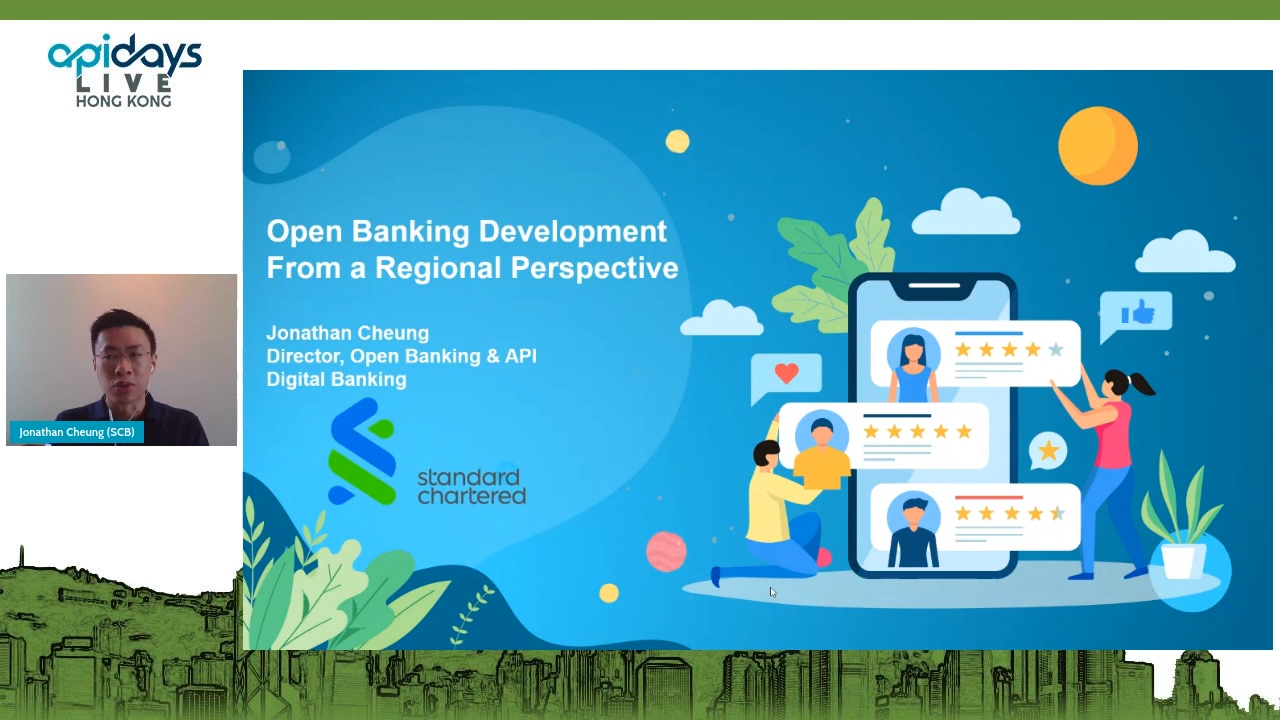 apidays
LIVE
HONG KONG
Open Banking Development
From a Regional Perspective
Jonathan Cheung
Director, Open Banking & API
Digital Banking
standard
chartered
Jonathan Cheung (SCB)